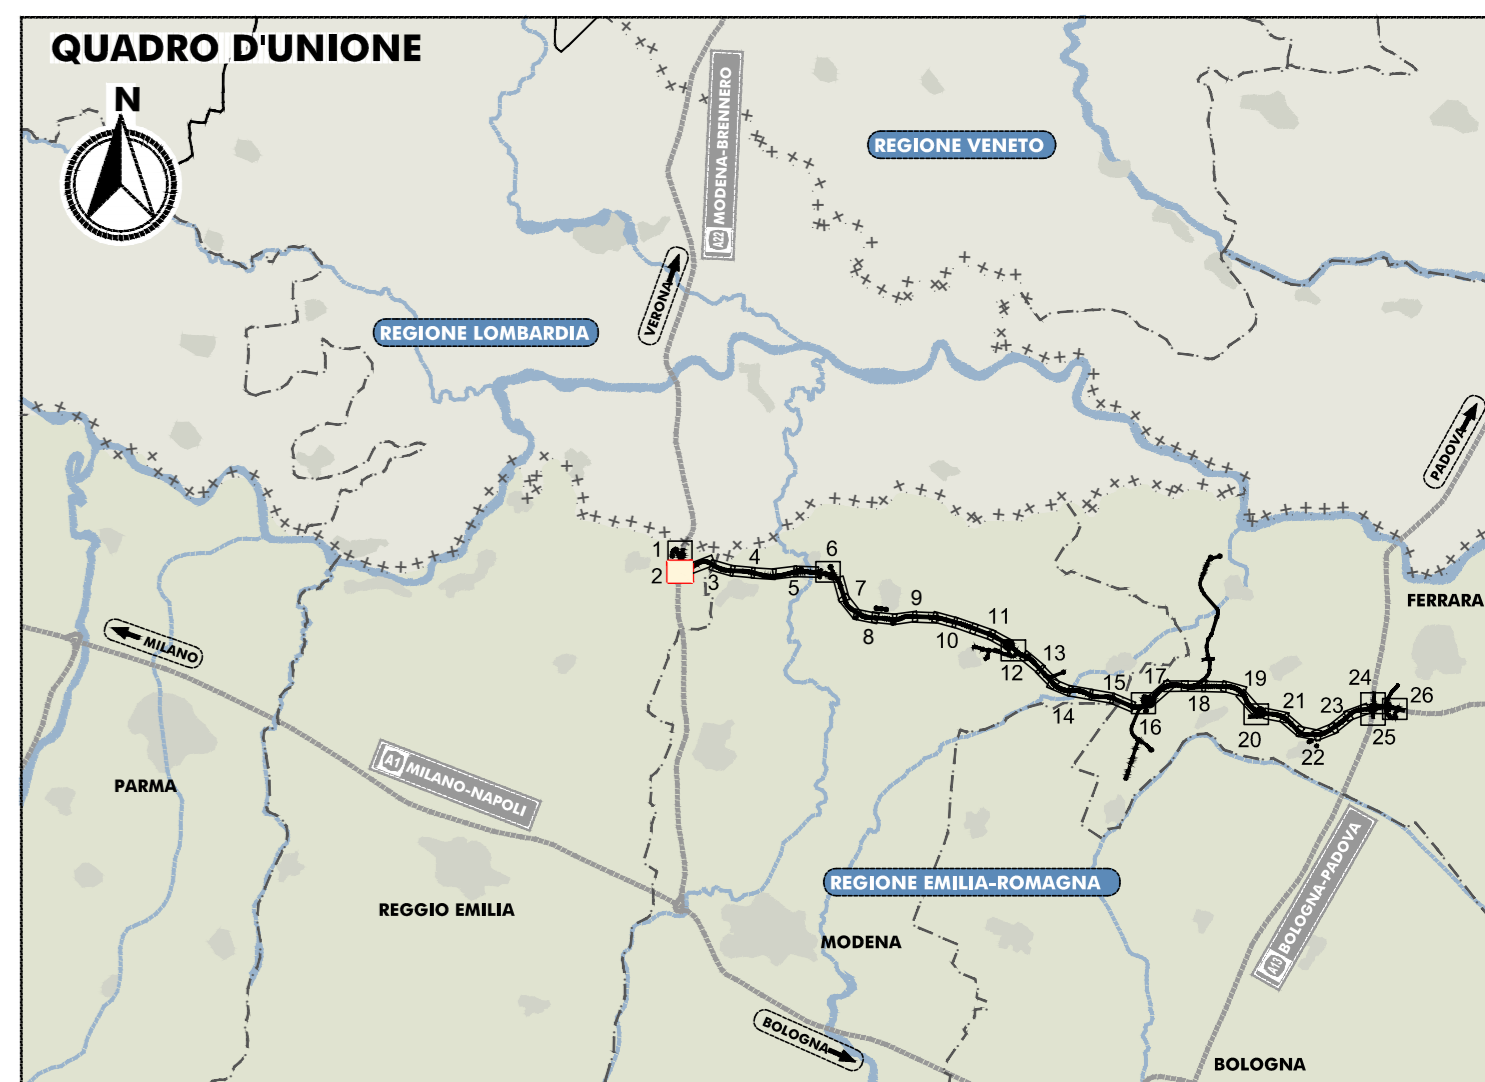 QUADRO D'UNIONE
N
A22 MODENA-BRENNERO
REGIONE VENETO
VERONA
REGIONE LOMBARDIA
PADOVA
1
2
3
4
5
6
7
8
9
10
11
12
13
14
15
16
17
18
19
20
21
22
23
24
25
26
FERRARA
MILANO
PARMA
A1 MILANO-NAPOLI
REGGIO EMILIA
REGIONE EMILIA-ROMAGNA
MODENA
A13 BOLOGNA-PADOVA
BOLOGNA
BOLOGNA